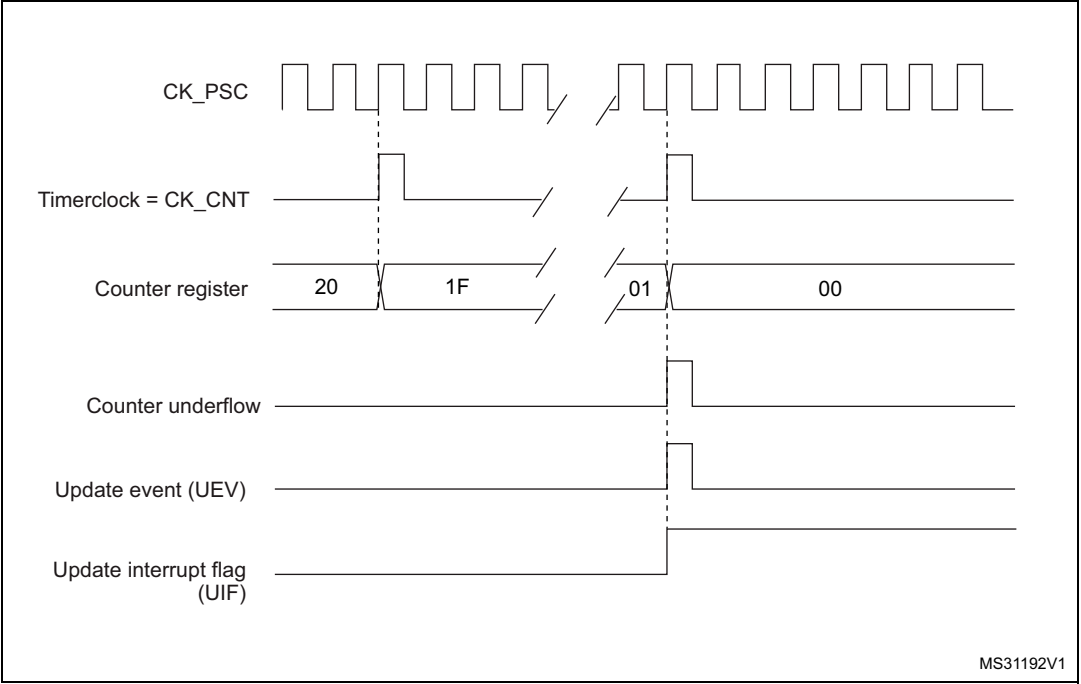 CK_PSC
Timerclock = CK_CNT
Counter register
20
1F
01
00
Counter underflow
Update event (UEV)
Update interrupt flag
(UIF)
MS31192V1